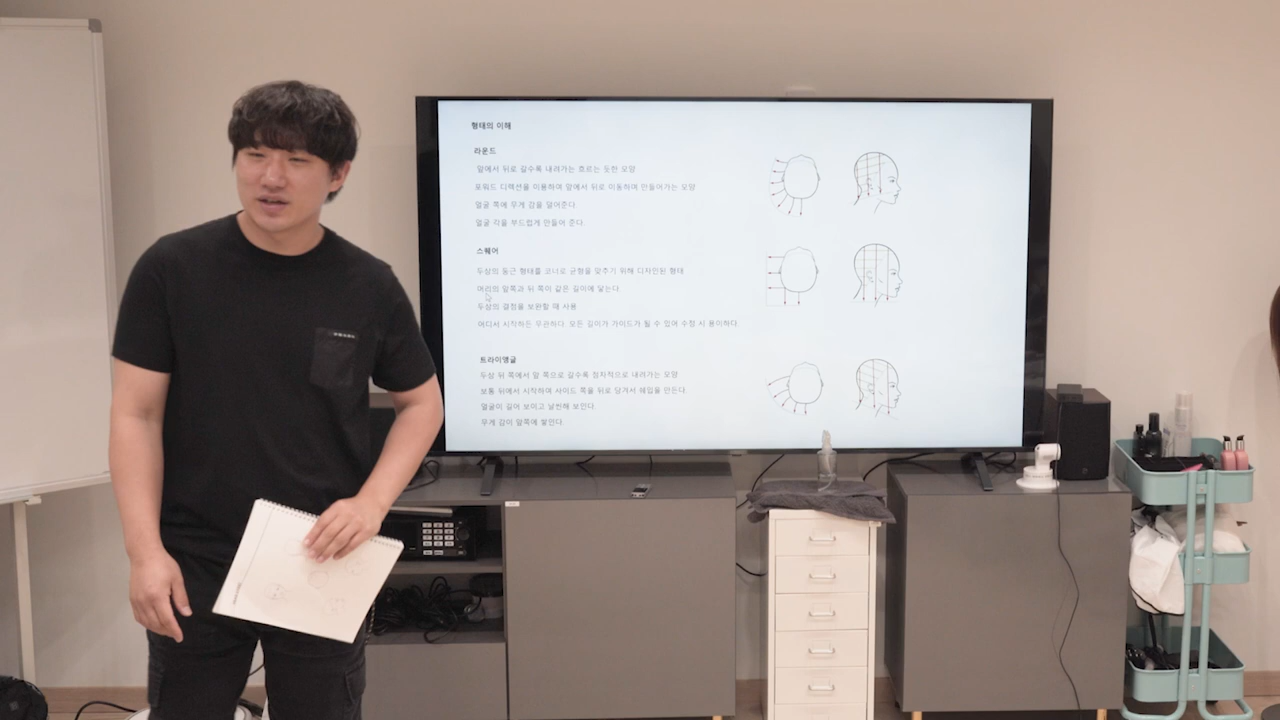 형태의 이해
라운드
앞에서 뒤로 갈수록 내려가는 흐르는 듯한 모양
포워드 디렉션을 이용하여 앞에서 뒤로 이동하며 만들어가는 모양
얼굴 쪽에 무게 감을 덜어준다
얼굴 각을 부드럽게 만들어 준다.
스퀘어
두상의 둥근 형태를 코너로 균형을 맞추기 위해 디자인된 형태
머리의 앞쪽과 뒤 쪽이 같은 길이에 닿는다.
두상의 결점을 보완할 때 사용
어디서 시작하든 무관하다. 모든 길이가 가이드가 될 수 있어 수정 시 용이하다.
트라이앵글
두상 뒤 쪽에서 앞 쪽으로 갈수록 점차적으로 내려가는 모양
보통 뒤에서 시작하여 사이드 쪽을 뒤로 당겨서 쉐입을 만든다
얼굴이 길어 보이고 날씬해 보인다.
무게 감이 앞쪽에 쌓인다.